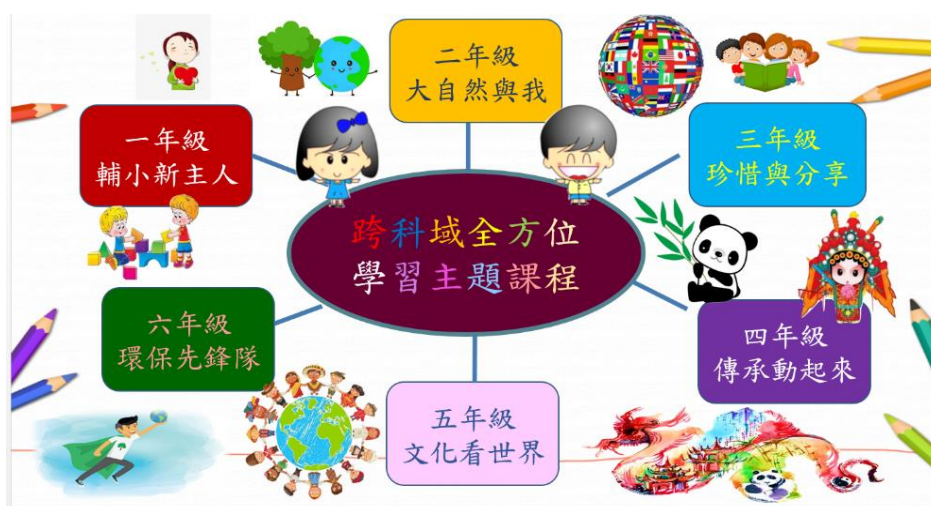 跨科域全方位
學習主題課程
一年級
輔小新主人
二年級
大自然與我
三年級
珍惜與分享
四年級
傳承動起來
五年級
文化看世界
六年級
環保先鋒隊